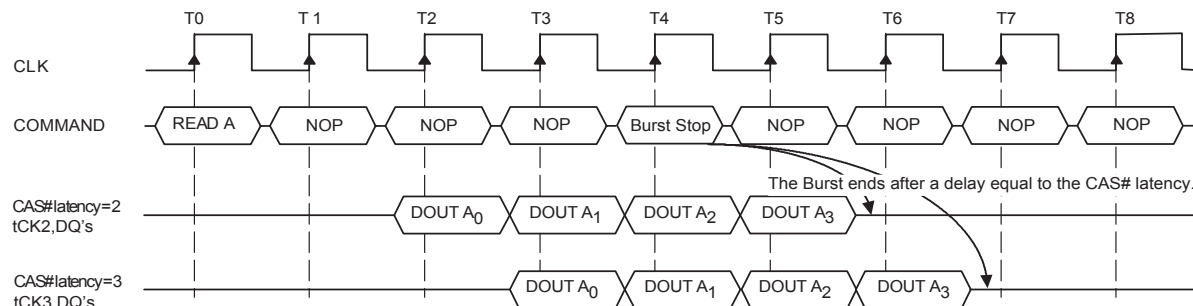 T0 T 1 T2 T3 T4 T5 T6 T7 T8
CLK
COMMAND READ A NOP NOP NOP Burst Stop NOP NOP NOP NOP
The Burst ends after a delay equal to the CAS# latency.
CAS# latency=2
tCK2,DQ's
DOUT A0 DOUT A1 DOUT A2 DOUT A3
CAS# latency=3
tCK3,DQ's
DOUT A0 DOUT A1 DOUT A2 DOUT A3